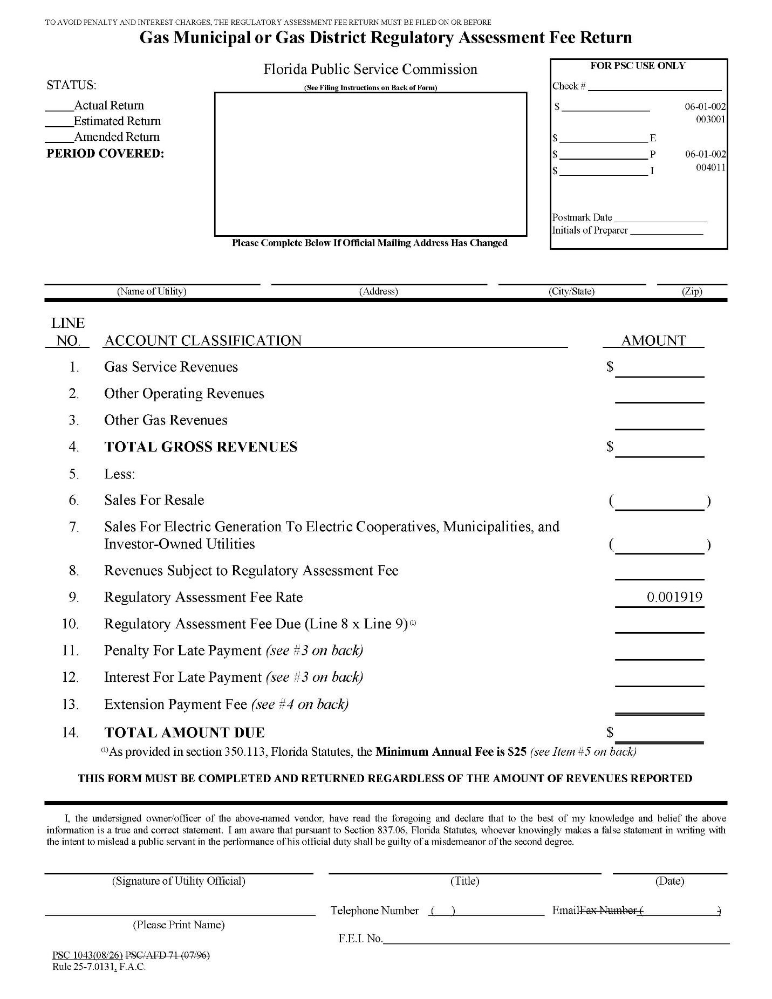 TO AVOID PENALTY AND INTEREST CHARGES, THE REGULATORY ASSESSMENT FEE RETURN MUST BE FILED ON OR BEFORE
Gas Municipal or Gas District Regulatory Assessment Fee Return
Florida Public Service Commission
(See Filing Instructions on Back of Form)
STATUS:
_____Actual Return
_____Estimated Return
_____Amended Return
PERIOD COVERED:
Please Complete Below If Official Mailing Address Has Changed
FOR PSC USE ONLY
Check #
$ 06-01-002
003001
$ E
$ P 06-01-002
$ I 004011
Postmark Date
Initials of Preparer
(Name of Utility) (Address) (City/State) (Zip)
LINE
NO. ACCOUNT CLASSIFICATION AMOUNT
1. Gas Service Revenues $
2. Other Operating Revenues
3. Other Gas Revenues
4. TOTAL GROSS REVENUES $
5. Less:
6. Sales For Resale ( )
7. Sales For Electric Generation To Electric Cooperatives, Municipalities, and
Investor-Owned Utilities ( )
8. Revenues Subject to Regulatory Assessment Fee
9. Regulatory Assessment Fee Rate 0.001919
10. Regulatory Assessment Fee Due (Line 8 x Line 9) (1)
11. Penalty For Late Payment (see #3 on back)
12. Interest For Late Payment (see #3 on back)
13. Extension Payment Fee (see #4 on back)
14. TOTAL AMOUNT DUE $
(1)As provided in section 350.113, Florida Statutes, the Minimum Annual Fee is $25 (see Item #5 on back)
THIS FORM MUST BE COMPLETED AND RETURNED REGARDLESS OF THE AMOUNT OF REVENUES REPORTED
I, the undersigned owner/officer of the above-named vendor, have read the foregoing and declare that to the best of my knowledge and belief the above
information is a true and correct statement. I am aware that pursuant to Section 837.06, Florida Statutes, whoever knowingly makes a false statement in writing with
the intent to mislead a public servant in the performance of his official duty shall be guilty of a misdemeanor of the second degree.
(Signature of Utility Official) (Title) (Date)
Telephone Number ( ) EmailFax Number ( )
(Please Print Name)
F.E.I. No.
PSC 1043(08/26) PSC/AFD 71 (07/96)
Rule 25-7.0131, F.A.C.